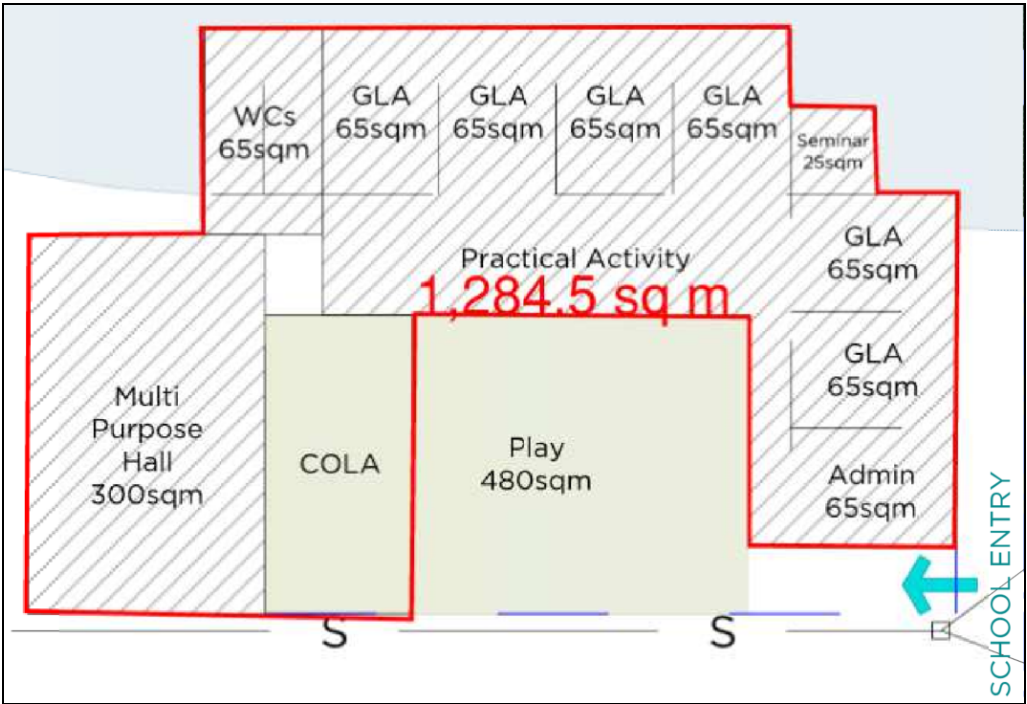 WCs
65sqm
GLA
65sqm
GLA
65sqm
GLA
65sqm
GLA
65sqm
Seminar
25sqm
GLA
65sqm
Practical Activity
1,284.5 sq m
GLA
65sqm
Multi
Purpose
Hall
300sqm
COLA
Play
480sqm
Admin
65sqm
SCHOOL ENTRY
S
S